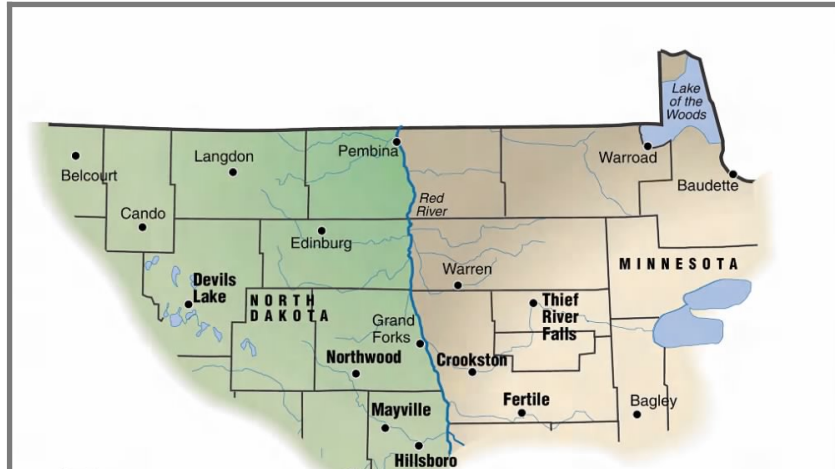 Lake
of the
Woods
Pembina
Langdon
Warroad
Belcourt
Baudette
Red
River
Cando
Edinburg
Warren
MINNESOTA
Devils
Lake
NORTH
DAKOTA
Thief
River
Falls
Grand
Forks
Northwood
Crookston
Fertile
Bagley
Mayville
Hillsboro